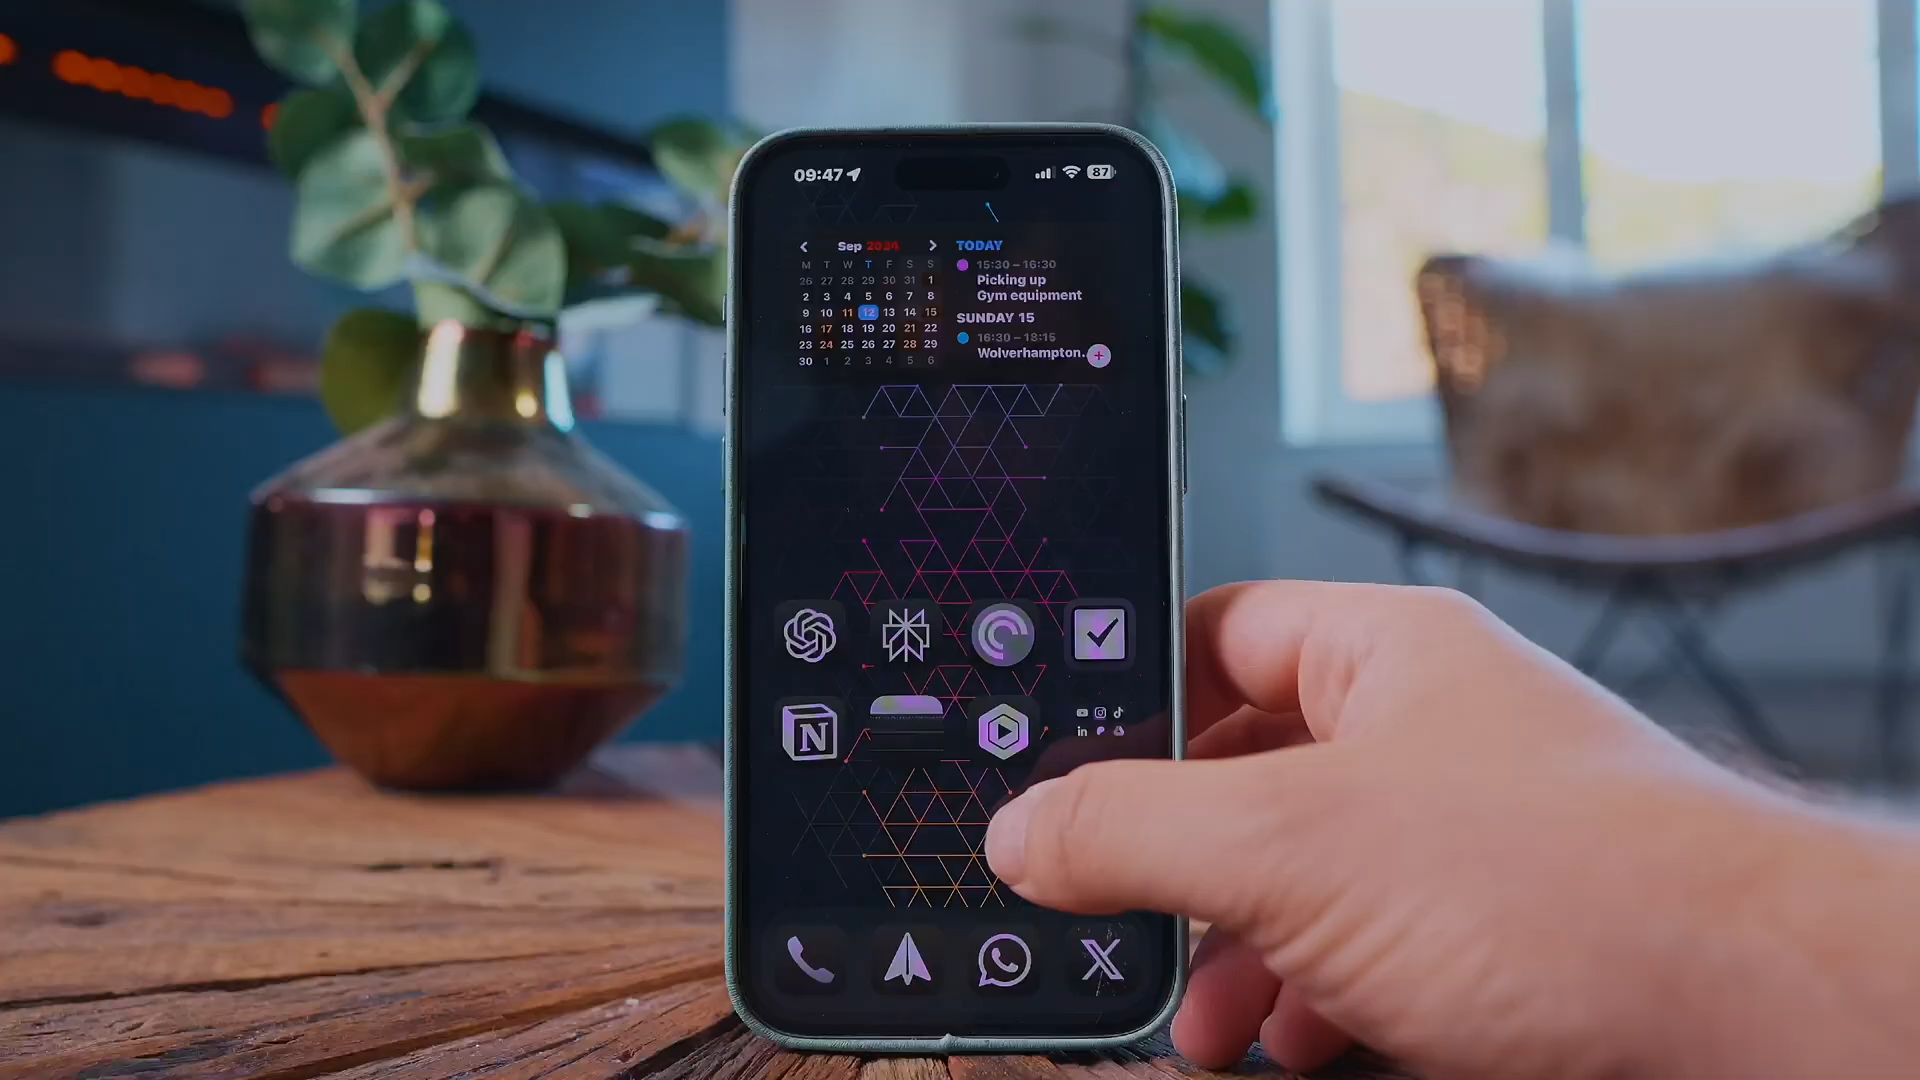 09:47
87
Sep 2024
TODAY
M T W T F S S
15:30 – 16:30
26 27 28 29 30 31 1
Picking up
2 3 4 5 6 7 8
Gym equipment
9 10 11 12 13 14 15
SUNDAY 15
16 17 18 19 20 21 22
16:30 – 18:15
23 24 25 26 27 28 29
Wolverhampton..
30 1 2 3 4 5 6
N
in
X